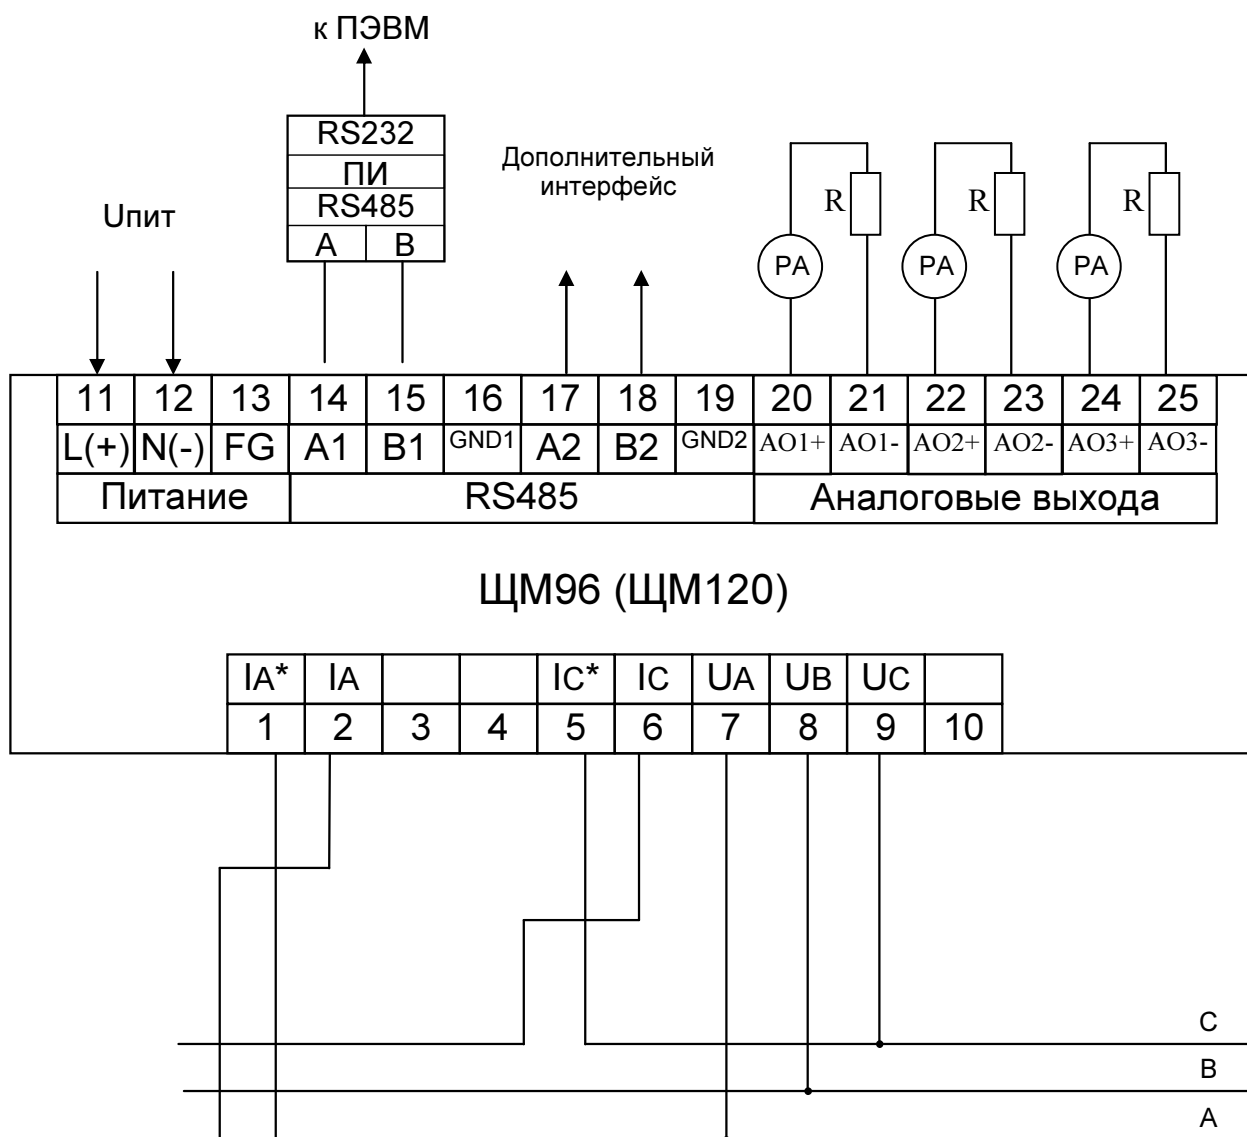 к ПЭВМ
RS232
ПИ
RS485
A B
Дополнительный
интерфейс
Uпит
R R R
PA PA PA
11 12 13 14 15 16 17 18 19 20 21 22 23 24 25
L(+) N(-) FG A1 B1 GND1 A2 B2 GND2 AO1+ AO1- AO2+ AO2- AO3+ AO3-
Питание RS485 Аналоговые выхода
ЩМ96 (ЩМ120)
IA* IA IC* IC UA UB UC
1 2 3 4 5 6 7 8 9 10
C
B
A